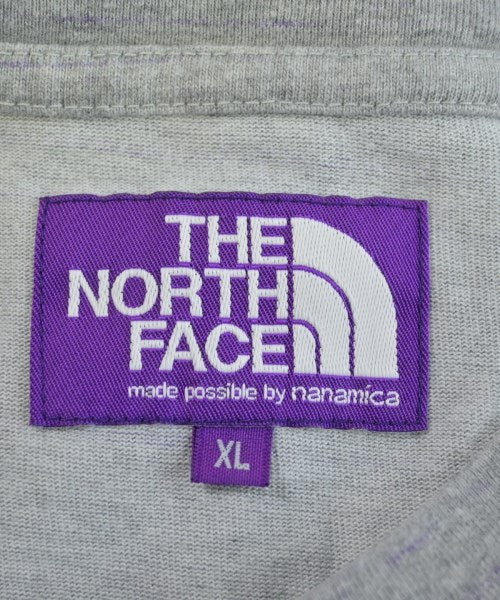 THE
NORTH
FACE
made possible by nanamica
XL